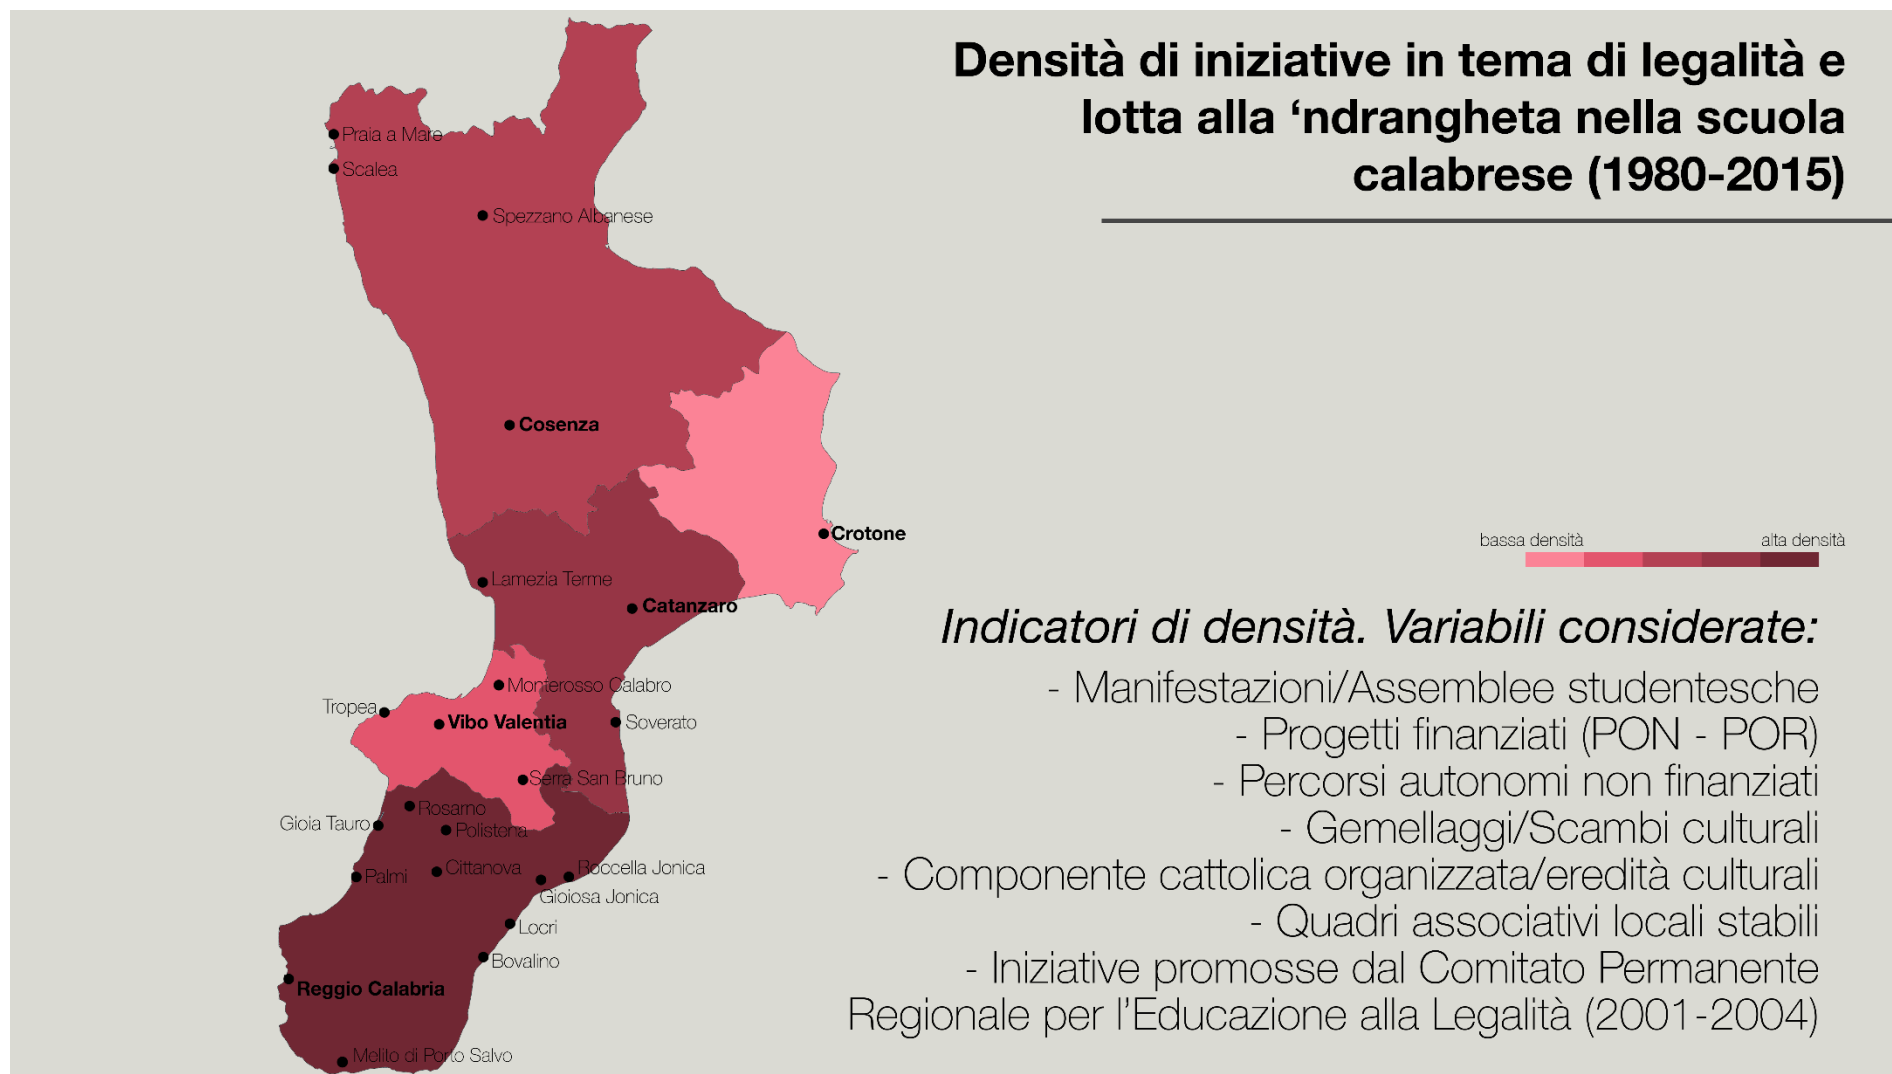 Densità di iniziative in tema di legalità e
lotta alla ‘ndrangheta nella scuola
calabrese (1980-2015)
Praia a Mare
Scalea
Spezzano Albanese
Cosenza
Crotone
Lamezia Terme
Catanzaro
Monterosso Calabro
Tropea
Vibo Valentia
Soverato
Serra San Bruno
Rosarno
Gioia Tauro
Polistena
Cittanova
Roccella Jonica
Palmi
Gioiosa Jonica
Locri
Bovalino
Reggio Calabria
Melito di Porto Salvo
bassa densità
alta densità
Indicatori di densità. Variabili considerate:
- Manifestazioni/Assemblee studentesche
- Progetti finanziati (PON - POR)
- Percorsi autonomi non finanziati
- Gemellaggi/Scambi culturali
- Componente cattolica organizzata/eredità culturali
- Quadri associativi locali stabili
- Iniziative promosse dal Comitato Permanente
Regionale per l’Educazione alla Legalità (2001-2004)